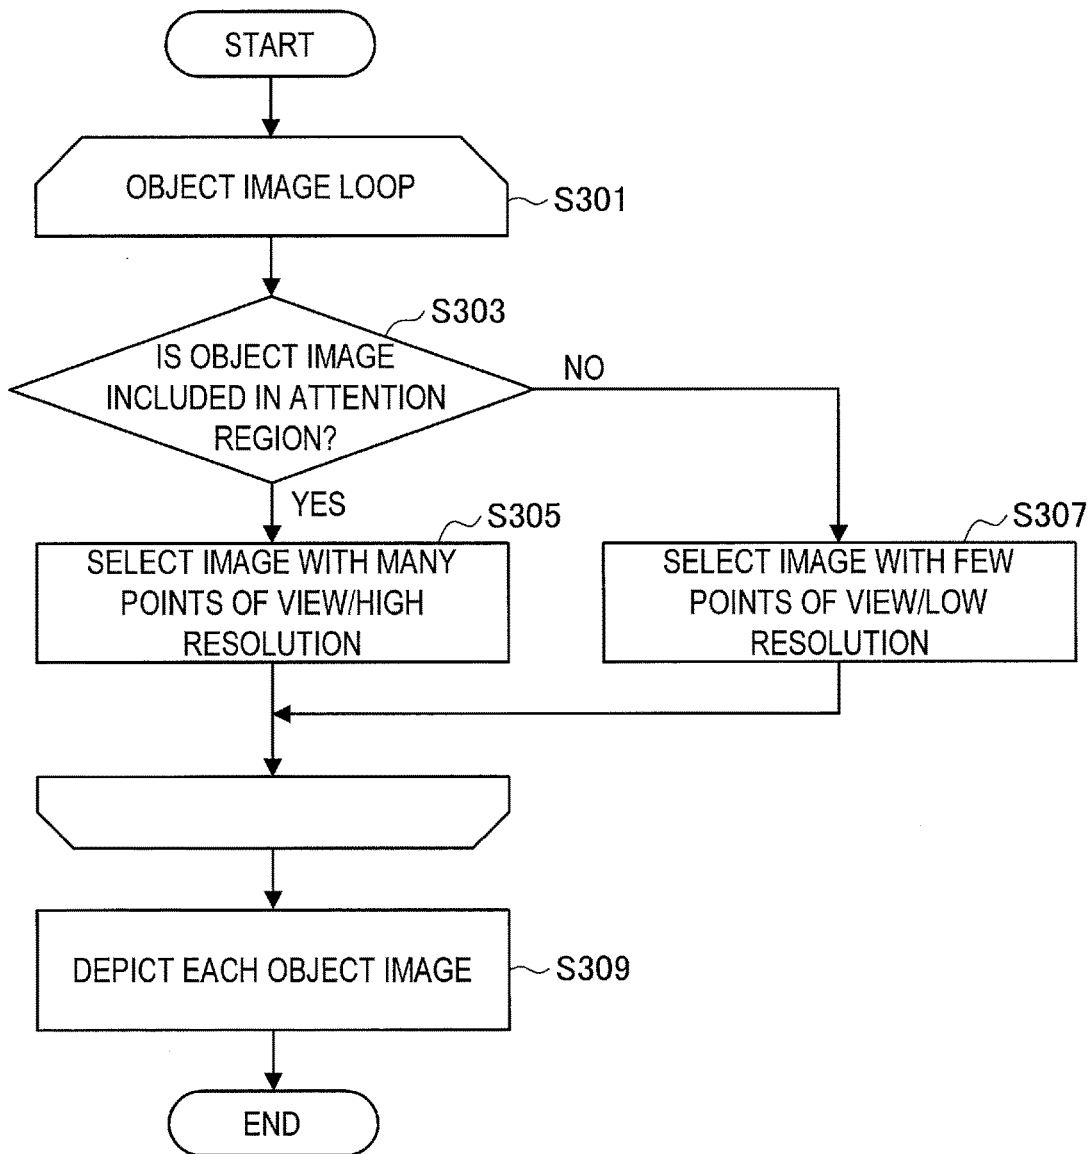 START
OBJECT IMAGE LOOP
S301
S303
IS OBJECT IMAGE
INCLUDED IN ATTENTION
REGION?
NO
YES
S305
SELECT IMAGE WITH MANY
POINTS OF VIEW/HIGH
RESOLUTION
S307
SELECT IMAGE WITH FEW
POINTS OF VIEW/LOW
RESOLUTION
DEPICT EACH OBJECT IMAGE
S309
END